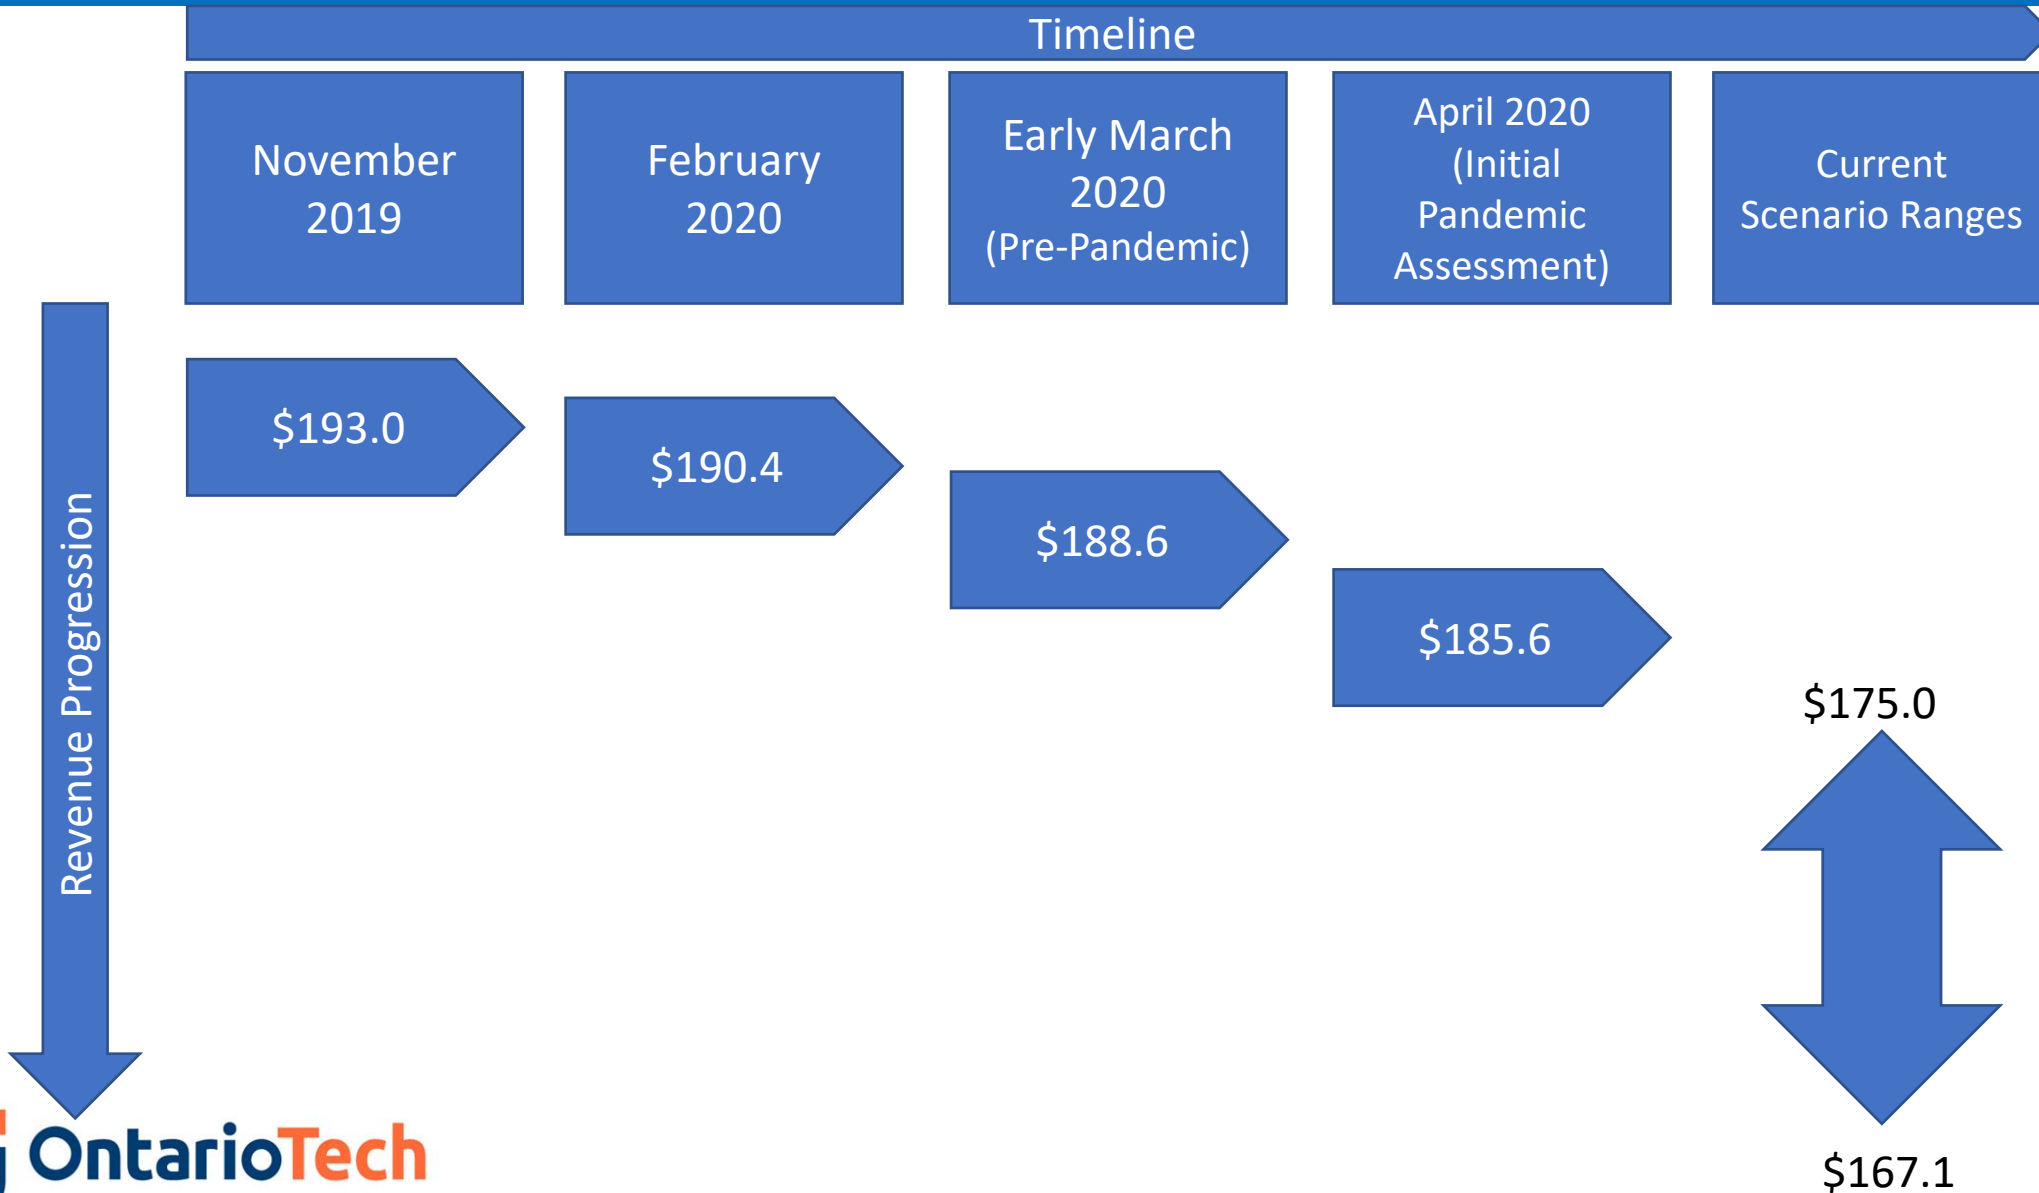 Timeline
November
2019
February
2020
Early March
2020
(Pre-Pandemic)
April 2020
(Initial
Pandemic
Assessment)
Current
Scenario Ranges
Revenue Progression
$193.0
$190.4
$188.6
$185.6
$175.0
$167.1
OntarioTech